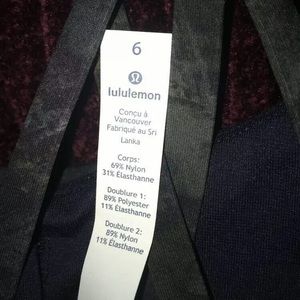 6
lululemon
Conçu à
Vancouver
Fabriqué au Sri
Lanka
Corps:
69% Nylon
31% Élasthanne
Doublure 1:
89% Polyester
11% Élasthanne
Doublure 2:
89% Nylon
11% Élasthanne